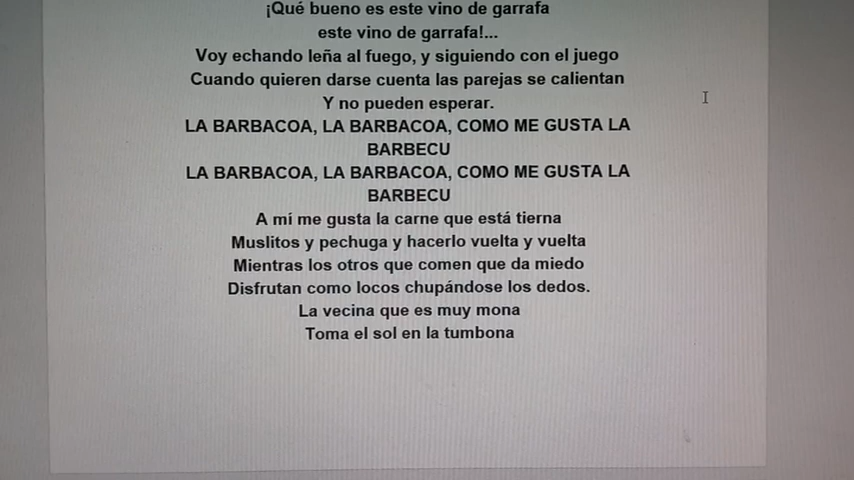 ¡Qué bueno es este vino de garrafa
este vino de garrafa!...
Voy echando leña al fuego, y siguiendo con el juego
Cuando quieren darse cuenta las parejas se calientan
Y no pueden esperar.
LA BARBACOA, LA BARBACOA, COMO ME GUSTA LA
BARBECU
LA BARBACOA, LA BARBACOA, COMO ME GUSTA LA
BARBECU
A mí me gusta la carne que está tierna
Muslitos y pechuga y hacerlo vuelta y vuelta
Mientras los otros que comen que da miedo
Disfrutan como locos chupándose los dedos.
La vecina que es muy mona
Toma el sol en la tumbona